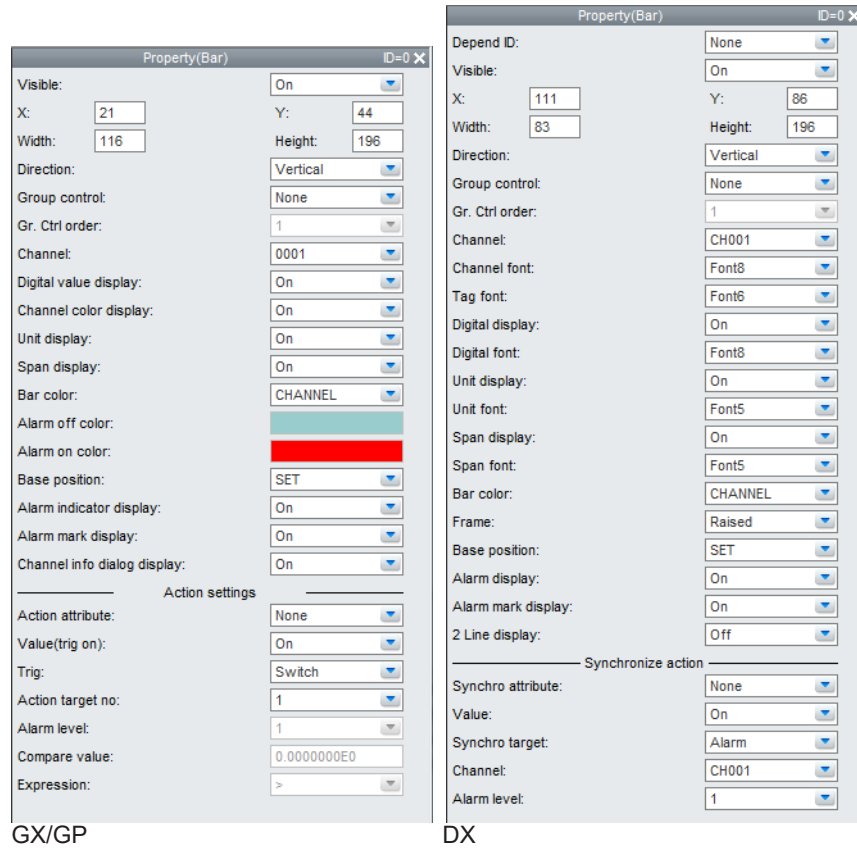 Property(Bar) ID=0 X
Visible: On
X: 21 Y: 44
Width: 116 Height: 196
Direction: Vertical
Group control: None
Gr. Ctrl order: 1
Channel: 0001
Digital value display: On
Channel color display: On
Unit display: On
Span display: On
Bar color: CHANNEL
Alarm off color:
Alarm on color:
Base position: SET
Alarm indicator display: On
Alarm mark display: On
Channel info dialog display: On
Action settings
Action attribute: None
Value(trig on): On
Trig: Switch
Action target no: 1
Alarm level: 1
Compare value: 0.0000000E0
Expression: >
GX/GP
Property(Bar) ID=0 X
Depend ID: None
Visible: On
X: 111 Y: 86
Width: 83 Height: 196
Direction: Vertical
Group control: None
Gr. Ctrl order: 1
Channel: CH001
Channel font: Font8
Tag font: Font6
Digital display: On
Digital font: Font8
Unit display: On
Unit font: Font5
Span display: On
Span font: Font5
Bar color: CHANNEL
Frame: Raised
Base position: SET
Alarm display: On
Alarm mark display: On
2 Line display: Off
Synchronize action
Synchro attribute: None
Value: On
Synchro target: Alarm
Channel: CH001
Alarm level: 1
DX